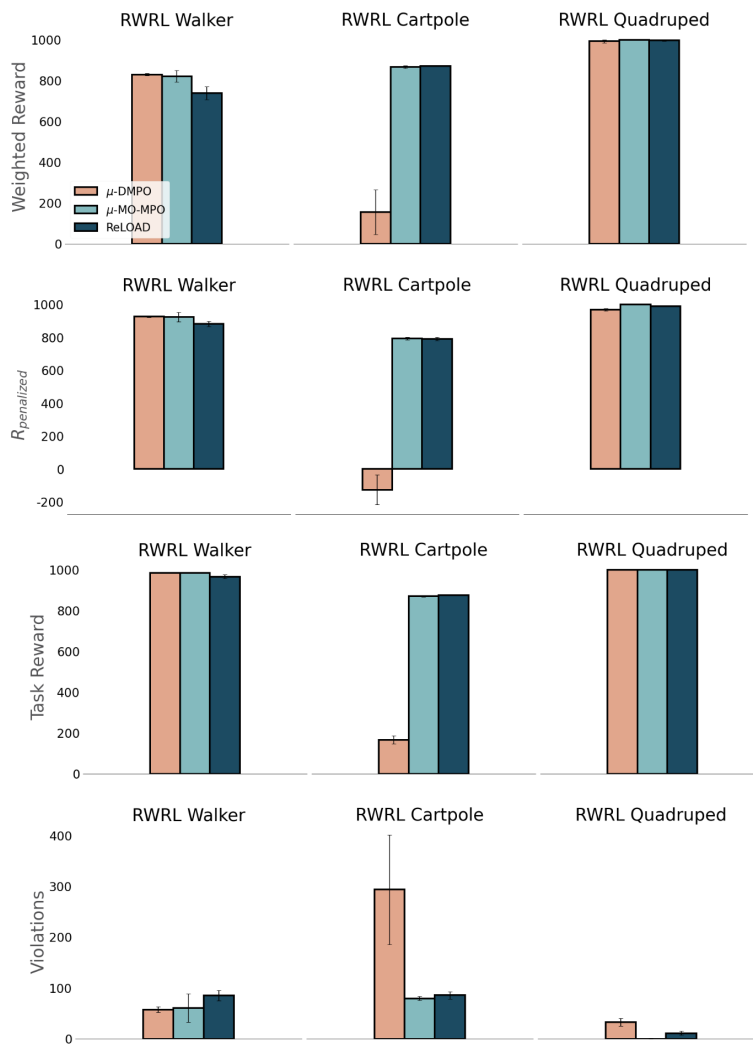 RWRL Walker RWRL Cartpole RWRL Quadruped
Weighted Reward
1000
800
600
400
200
0
μ-DMPO
μ-MO-MPO
ReLOAD
RWRL Walker RWRL Cartpole RWRL Quadruped
R_penalized
1000
800
600
400
200
0
-200
RWRL Walker RWRL Cartpole RWRL Quadruped
Task Reward
1000
800
600
400
200
0
RWRL Walker RWRL Cartpole RWRL Quadruped
Violations
400
300
200
100
0